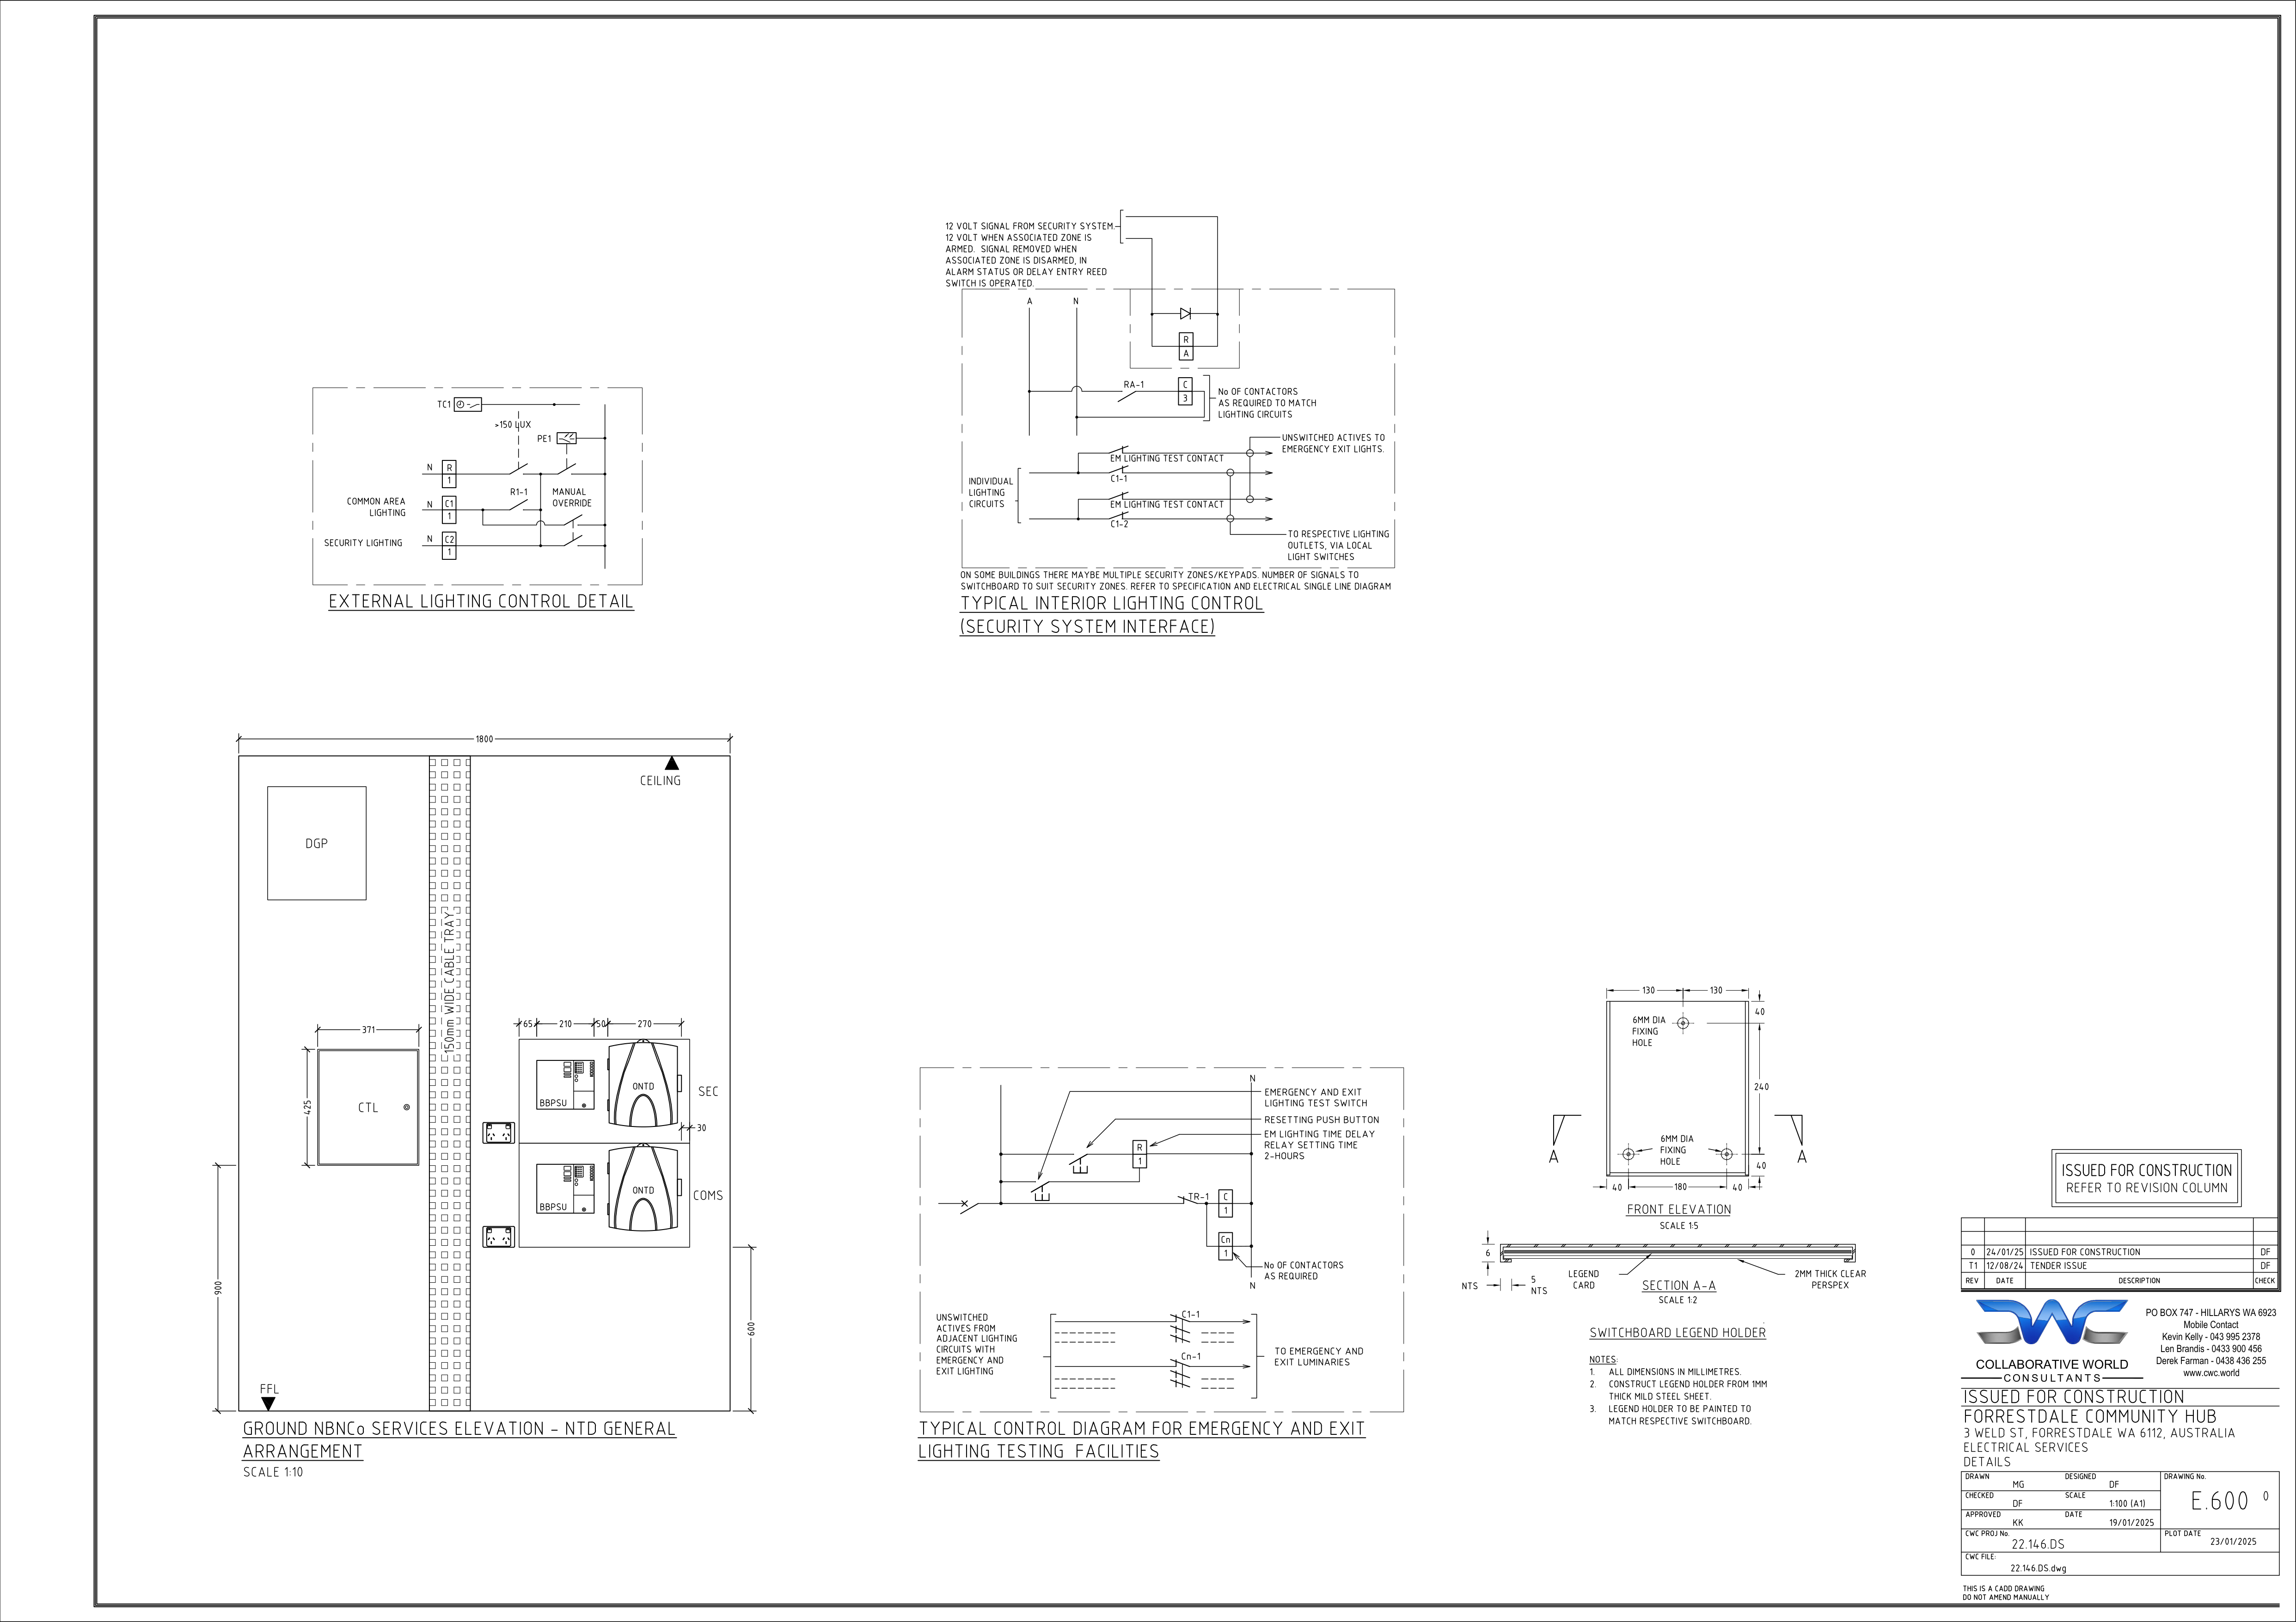 12 VOLT SIGNAL FROM SECURITY SYSTEM.
12 VOLT WHEN ASSOCIATED ZONE IS
ARMED. SIGNAL REMOVED WHEN
ASSOCIATED ZONE IS DISARMED, IN
ALARM STATUS OR DELAY ENTRY REED
SWITCH IS OPERATED.
A
N
R
A
RA-1
C
3
No OF CONTACTORS
AS REQUIRED TO MATCH
LIGHTING CIRCUITS
UNSWITCHED ACTIVES TO
EMERGENCY EXIT LIGHTS.
EM LIGHTING TEST CONTACT
C1-1
INDIVIDUAL
LIGHTING
CIRCUITS
EM LIGHTING TEST CONTACT
C1-2
TO RESPECTIVE LIGHTING
OUTLETS, VIA LOCAL
LIGHT SWITCHES
ON SOME BUILDINGS THERE MAYBE MULTIPLE SECURITY ZONES/KEYPADS. NUMBER OF SIGNALS TO
SWITCHBOARD TO SUIT SECURITY ZONES. REFER TO SPECIFICATION AND ELECTRICAL SINGLE LINE DIAGRAM
TYPICAL INTERIOR LIGHTING CONTROL
(SECURITY SYSTEM INTERFACE)
TC1
>150 LUX
PE1
N
R
1
R1-1
MANUAL
OVERRIDE
COMMON AREA
LIGHTING
N
C1
1
SECURITY LIGHTING
N
C2
1
EXTERNAL LIGHTING CONTROL DETAIL
1800
CEILING
DGP
150mm WIDE CABLE TRAY
371
425
CTL
65
210
50
270
BBPSU
ONTD
SEC
30
BBPSU
ONTD
COMS
900
600
FFL
GROUND NBNCo SERVICES ELEVATION - NTD GENERAL
ARRANGEMENT
SCALE 1:10
N
EMERGENCY AND EXIT
LIGHTING TEST SWITCH
RESETTING PUSH BUTTON
EM LIGHTING TIME DELAY
RELAY SETTING TIME
2-HOURS
R
1
TR-1
C
1
Cn
1
No OF CONTACTORS
AS REQUIRED
N
UNSWITCHED
ACTIVES FROM
ADJACENT LIGHTING
CIRCUITS WITH
EMERGENCY AND
EXIT LIGHTING
C1-1
Cn-1
TO EMERGENCY AND
EXIT LUMINARIES
TYPICAL CONTROL DIAGRAM FOR EMERGENCY AND EXIT
LIGHTING TESTING FACILITIES
130
130
40
6MM DIA
FIXING
HOLE
240
A
A
6MM DIA
FIXING
HOLE
40
40
180
40
FRONT ELEVATION
SCALE 1:5
6
NTS
5
NTS
LEGEND
CARD
SECTION A-A
SCALE 1:2
2MM THICK CLEAR
PERSPEX
SWITCHBOARD LEGEND HOLDER
NOTES:
1. ALL DIMENSIONS IN MILLIMETRES.
2. CONSTRUCT LEGEND HOLDER FROM 1MM
THICK MILD STEEL SHEET.
3. LEGEND HOLDER TO BE PAINTED TO
MATCH RESPECTIVE SWITCHBOARD.
ISSUED FOR CONSTRUCTION
REFER TO REVISION COLUMN
0 24/01/25 ISSUED FOR CONSTRUCTION DF
T1 12/08/24 TENDER ISSUE DF
REV DATE DESCRIPTION CHECK
COLLABORATIVE WORLD
CONSULTANTS
PO BOX 747 - HILLARYS WA 6923
Mobile Contact
Kevin Kelly - 043 995 2378
Len Brandis - 0433 900 456
Derek Farman - 0438 436 255
www.cwc.world
ISSUED FOR CONSTRUCTION
FORRESTDALE COMMUNITY HUB
3 WELD ST, FORRESTDALE WA 6112, AUSTRALIA
ELECTRICAL SERVICES
DETAILS
DRAWN MG DESIGNED DF
CHECKED DF SCALE 1:100 (A1)
APPROVED KK DATE 19/01/2025
DRAWING No.
E.600 0
CWC PROJ No. 22.146.DS
PLOT DATE 23/01/2025
CWC FILE: 22.146.DS.dwg
THIS IS A CADD DRAWING
DO NOT AMEND MANUALLY